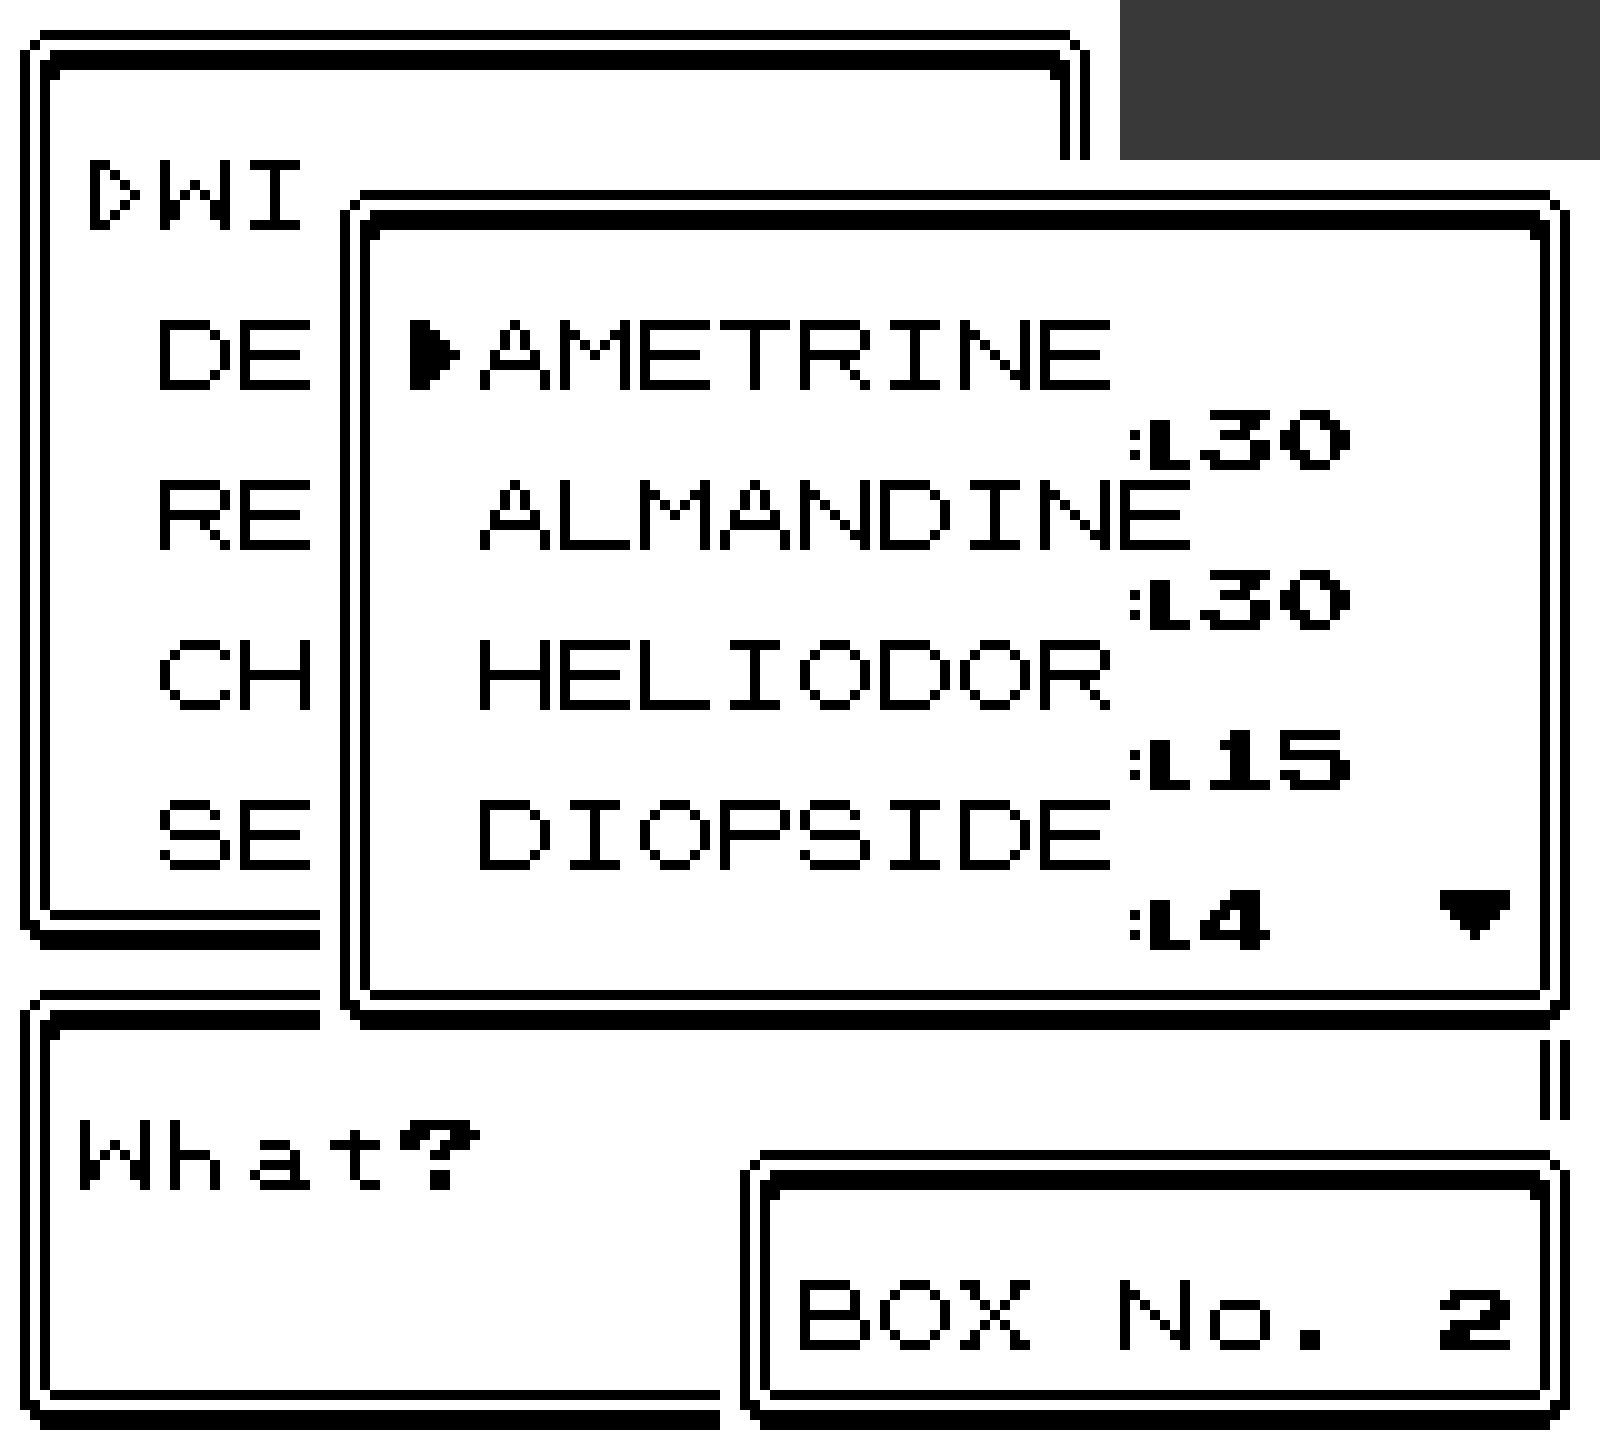 ▷WI
DE
RE
CH
SE
▶AMETRINE
:L30
ALMANDINE
:L30
HELIODOR
:L15
DIOPSIDE
:L4 ▼
What?
BOX No. 2